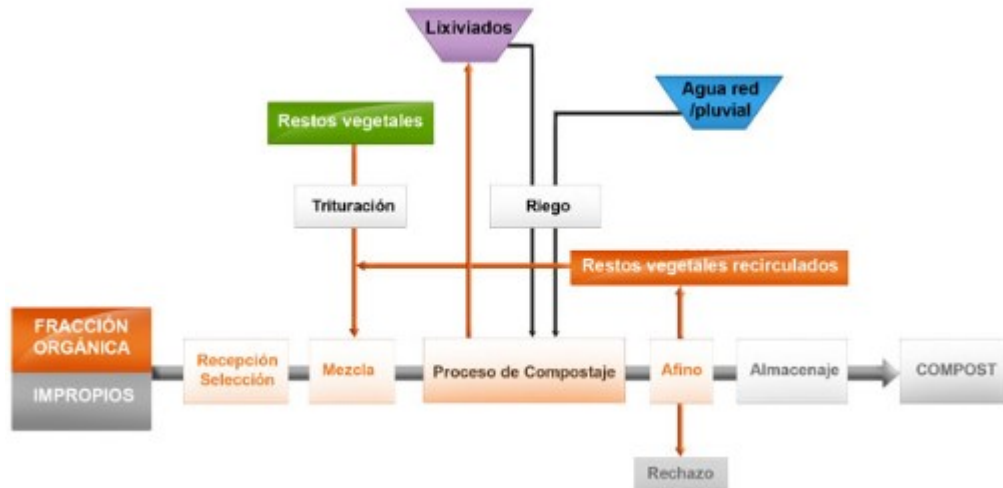 Lixiviados
Agua red
/pluvial
Restos vegetales
Trituración
Riego
Restos vegetales recirculados
FRACCIÓN
ORGÁNICA
IMPROPIOS
Recepción
Selección
Mezcla
Proceso de Compostaje
Afino
Almacenaje
COMPOST
Rechazo